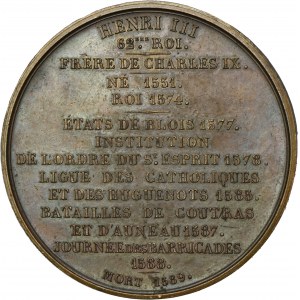 HENRI III
62ME ROI.
FRÈRE DE CHARLES IX.
NÉ 1551.
ROI 1574.
ÉTATS DE BLOIS 1577.
INSTITUTION
DE L'ORDRE DU ST. ESPRIT 1578.
LIGUE DES CATHOLIQUES
ET DES HUGUENOTS 1585.
BATAILLES DE COUTRAS
ET D'AUNEAU 1587.
JOURNÉE DES BARRICADES
1588.
MORT 1589.